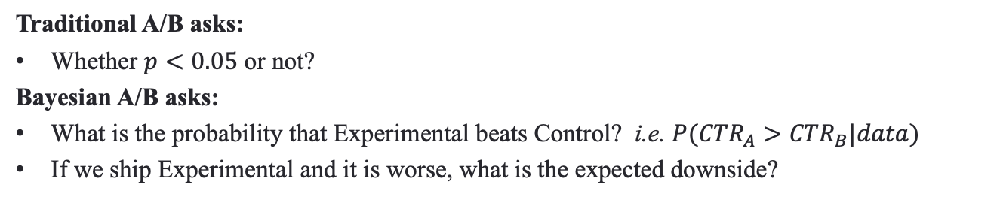 Traditional A/B asks:
• Whether p < 0.05 or not?
Bayesian A/B asks:
• What is the probability that Experimental beats Control? i.e. P(CTR_A > CTR_B|data)
• If we ship Experimental and it is worse, what is the expected downside?